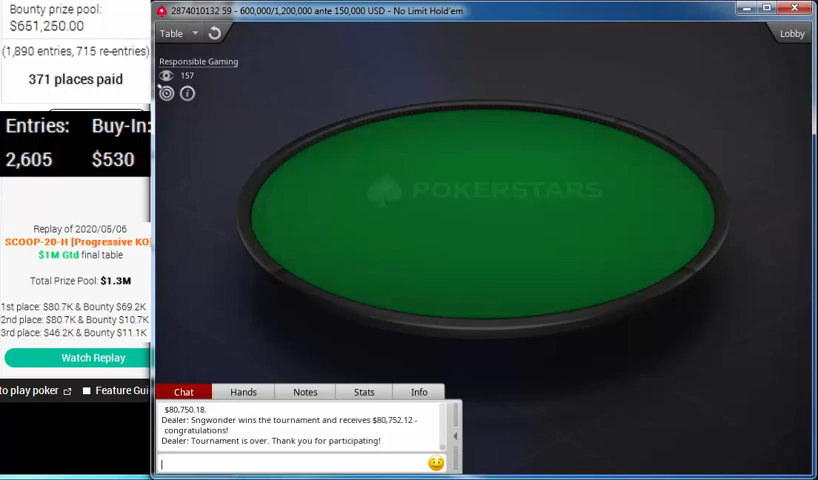 Bounty prize pool:
$651,250.00
(1,890 entries, 715 re-entries)
371 places paid
Entries: Buy-In:
2,605 $530
Replay of 2020/05/06
SCOOP-20-H [Progressive KO]
$1M Gtd final table
Total Prize Pool: $1.3M
1st place: $80.7K & Bounty $69.2K
2nd place: $80.7K & Bounty $10.7K
3rd place: $46.2K & Bounty $11.1K
Watch Replay
to play poker Feature Gui
2874010132 59 - 600,000/1,200,000 ante 150,000 USD - No Limit Hold'em
Table
Lobby
Responsible Gaming
157
POKERSTARS
Chat Hands Notes Stats Info
$80,750.18.
Dealer: Sngwonder wins the tournament and receives $80,752.12 -
congratulations!
Dealer: Tournament is over. Thank you for participating!